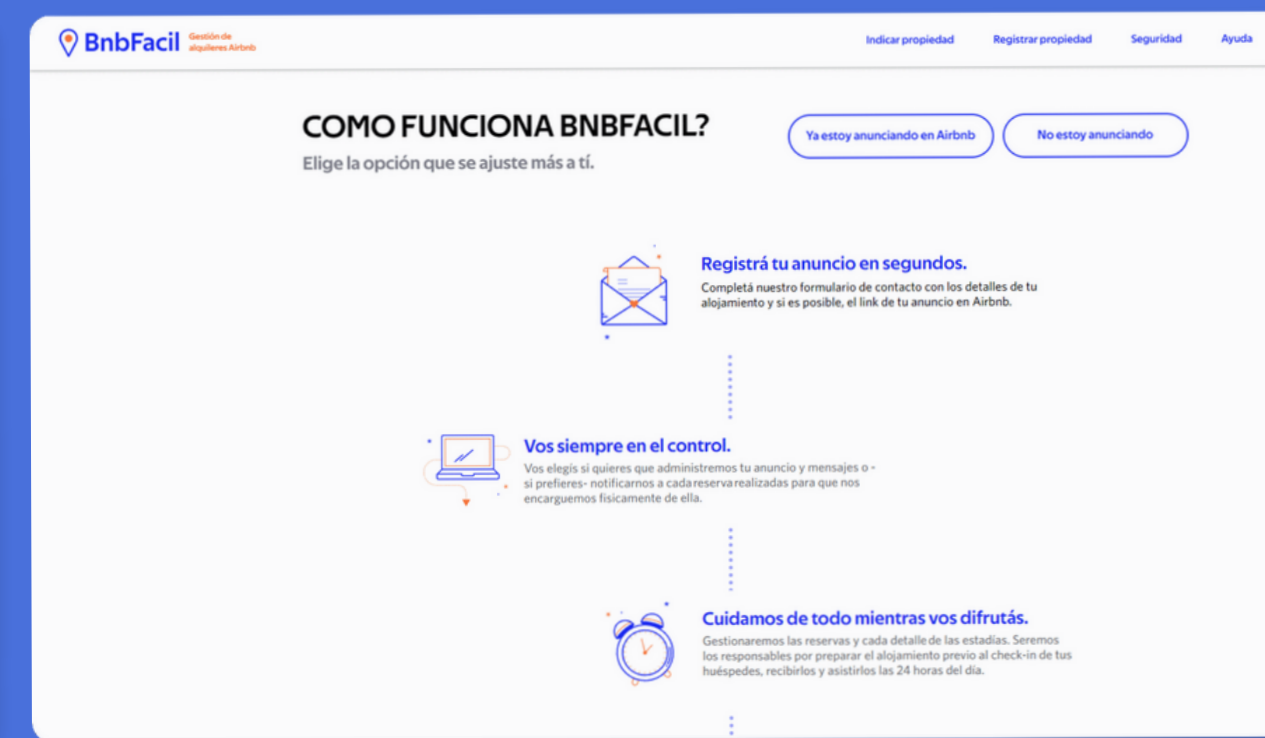 BnbFacil
Gestión de
alquileres Airbnb
Indicar propiedad
Registrar propiedad
Seguridad
Ayuda
COMO FUNCIONA BNBFACIL?
Elige la opción que se ajuste más a tí.
Ya estoy anunciando en Airbnb
No estoy anunciando
Registrá tu anuncio en segundos.
Completá nuestro formulario de contacto con los detalles de tu
alojamiento y si es posible, el link de tu anuncio en Airbnb.
Vos siempre en el control.
Vos elegís si quieres que administremos tu anuncio y mensajes o -
si prefieres- notificarnos a cada reserva realizadas para que nos
encarguemos fisicamente de ella.
Cuidamos de todo mientras vos difrutás.
Gestionaremos las reservas y cada detalle de las estadías. Seremos
los responsables por preparar el alojamiento previo al check-in de tus
huéspedes, recibirlos y asistirlos las 24 horas del día.